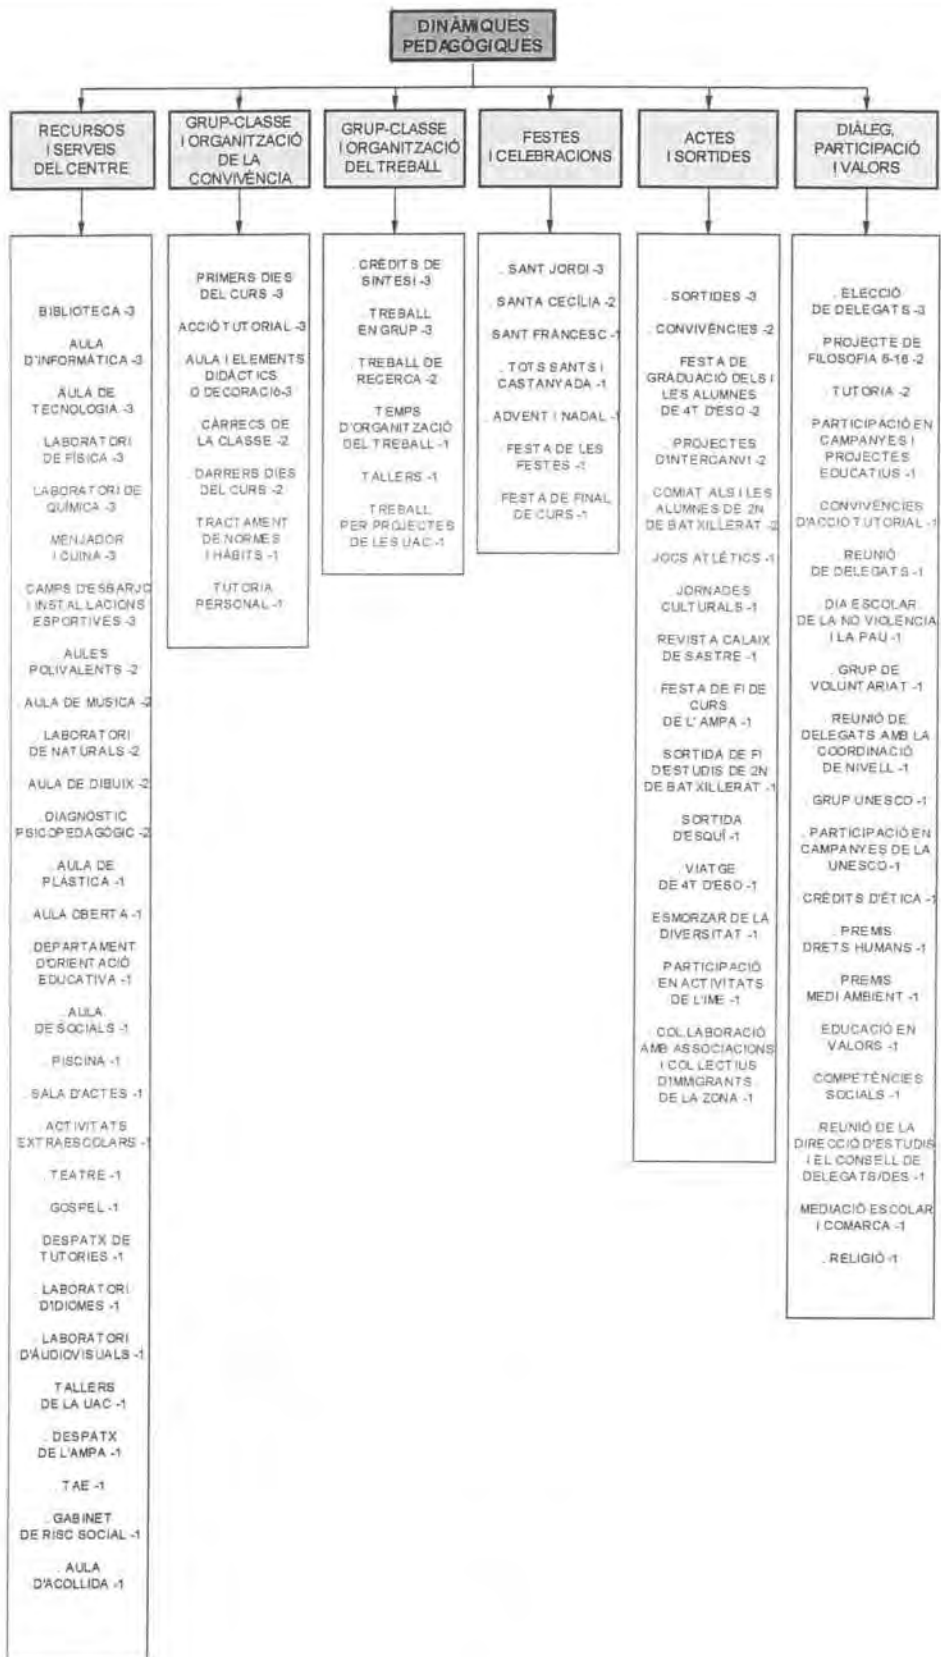 DINÀMIQUES
PEDAGÒGIQUES
RECURSOS
I SERVEIS
DEL CENTRE
GRUP-CLASSE
I ORGANITZACIÓ
DE LA
CONVIVÈNCIA
GRUP-CLASSE
I ORGANITZACIÓ
DEL TREBALL
FESTES
I CELEBRACIONS
ACTES
I SORTIDES
DIÀLEG,
PARTICIPACIÓ
I VALORS
. BIBLIOTECA -3
. AULA
D'INFORMÀTICA -3
. AULA DE
TECNOLOGIA -3
. LABORATORI
DE FÍSICA -3
. LABORATORI DE
QUÍMICA -3
. MENJADOR
I CUINA -3
. CAMPS D'ESBARJO
I INSTAL·LACIONS
ESPORTIVES -3
. AULES
POLIVALENTS -2
. AULA DE MÚSICA -2
. LABORATORI
DE NATURALS -2
. AULA DE DIBUIX -2
. DIAGNÒSTIC
PSICOPEDAGÒGIC -2
. AULA DE
PLÀSTICA -1
. AULA OBERTA -1
. DEPARTAMENT
D'ORIENTACIÓ
EDUCATIVA -1
. AULA
DE SOCIALS -1
. PISCINA -1
. SALA D'ACTES -1
. ACTIVITATS
EXTRAESCOLARS -1
. TEATRE -1
. GOSPEL -1
. DESPATX DE
TUTORIES -1
. LABORATORI
D'IDIOMES -1
. LABORATORI
D'ÀUDIOVISUALS -1
. TALLERS
DE LA UAC -1
. DESPATX
DE L'AMPA -1
. TAE -1
. GABINET
DE RISC SOCIAL -1
. AULA
D'ACOLLIDA -1
. PRIMERS DIES
DEL CURS -3
. ACCIÓ TUTORIAL -3
. AULA I ELEMENTS
DIDÀCTICS
O DECORACIÓ -3
. CÀRRECS DE
LA CLASSE -2
. DARRERS DIES
DEL CURS -2
. TRACTAMENT
DE NORMES
I HÀBITS -1
. TUTORIA
PERSONAL -1
. CRÈDITS DE
SÍNTESI -3
. TREBALL
EN GRUP -3
. TREBALL DE
RECERCA -2
. TEMPS
D'ORGANITZACIÓ
DEL TREBALL -1
. TALLERS -1
. TREBALL
PER PROJECTES
DE LES UAC -1
. SANT JORDI -3
. SANTA CECÍLIA -2
. SANT FRANCESC -1
. TOTS SANTS I
CASTANYADA -1
. ADVENT I NADAL -1
. FESTA DE LES
FESTES -1
. FESTA DE FINAL
DE CURS -1
. SORTIDES -3
. CONVIVÈNCIES -2
. FESTA DE
GRADUACIÓ DELS I
LES ALUMNES
DE 4T D'ESO -2
. PROJECTES
D'INTERCANVI -2
. COMIAT ALS I LES
ALUMNES DE 2N
DE BATXILLERAT -2
. JOCS ATLÈTICS -1
. JORNADES
CULTURALS -1
. REVISTA CALAIX
DE SASTRE -1
. FESTA DE FI DE
CURS
DE L'AMPA -1
. SORTIDA DE FI
D'ESTUDIS DE 2N
DE BATXILLERAT -1
. SORTIDA
D'ESQUÍ -1
. VIATGE
DE 4T D'ESO -1
. ESMORZAR DE LA
DIVERSITAT -1
. PARTICIPACIÓ
EN ACTIVITATS
DE L'IME -1
. COL.LABORACIÓ
AMB ASSOCIACIONS
I COL·LECTIUS
D'IMMIGRANTS
DE LA ZONA -1
. ELECCIÓ
DE DELEGATS -3
. PROJECTE DE
FILOSOFIA 6-18 -2
. TUTORIA -2
. PARTICIPACIÓ EN
CAMPANYES I
PROJECTES
EDUCATIUS -1
. CONVIVÈNCIES
D'ACCIÓ TUTORIAL -1
. REUNIÓ
DE DELEGATS -1
. DIA ESCOLAR
DE LA NO VIOLÈNCIA
I LA PAU -1
. GRUP DE
VOLUNTARIAT -1
. REUNIÓ DE
DELEGATS AMB LA
COORDINACIÓ
DE NIVELL -1
. GRUP UNESCO -1
. PARTICIPACIÓ EN
CAMPANYES DE LA
UNESCO -1
. CRÈDITS D'ÈTICA -1
. PREMIS
DRETS HUMANS -1
. PREMIS
MEDI AMBIENT -1
. EDUCACIÓ EN
VALORS -1
. COMPETÈNCIES
SOCIALS -1
. REUNIÓ DE LA
DIRECCIÓ D'ESTUDIS
I EL CONSELL DE
DELEGATS/DES -1
. MEDIACIÓ ESCOLAR
I COMARCA -1
. RELIGIÓ -1